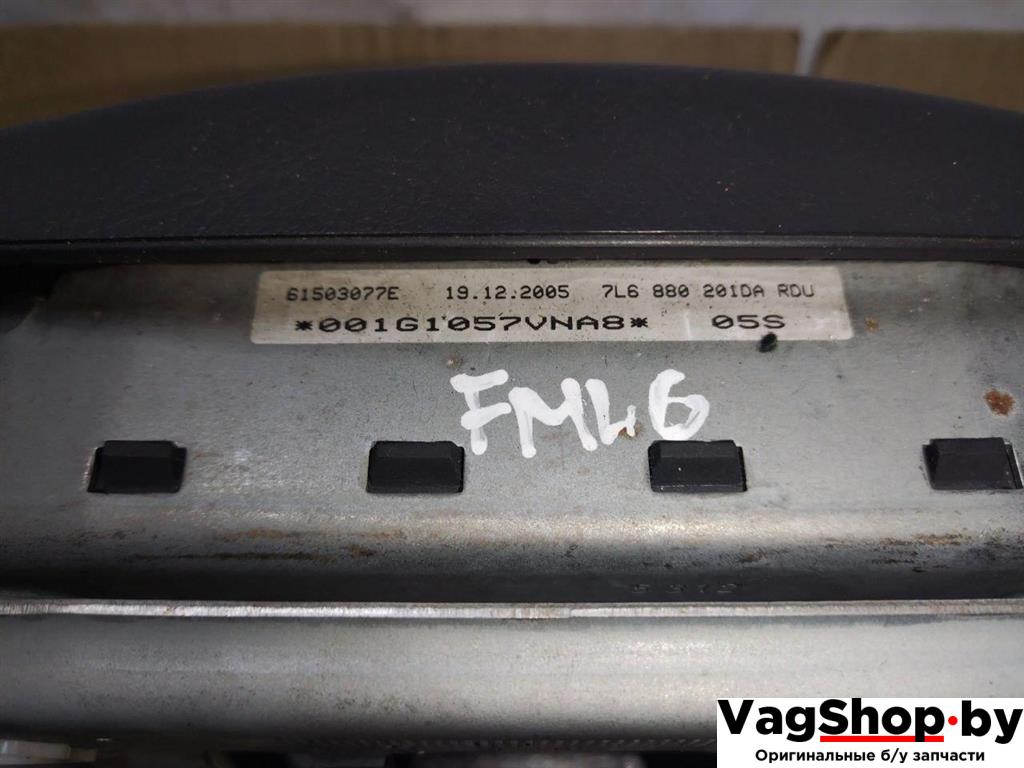 61503077E 19.12.2005 7L6 880 201DA RDU
*001G1057VNA8* 05S
FML6
VagShop.by
Оригинальные б/у запчасти